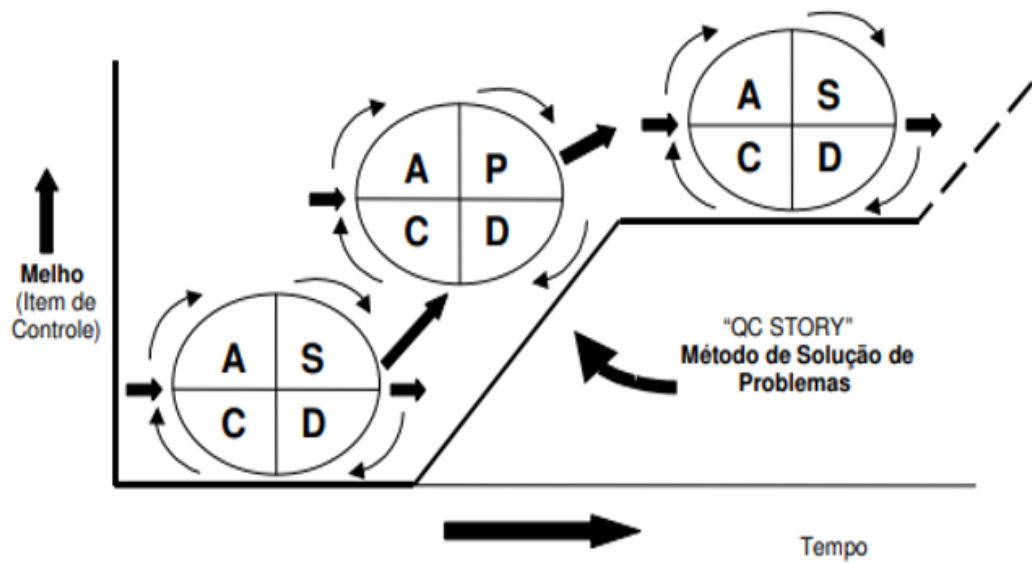 A S
C D
A P
C D
A S
C D
Melho
(Item de
Controle)
"QC STORY"
Método de Solução de
Problemas
Tempo